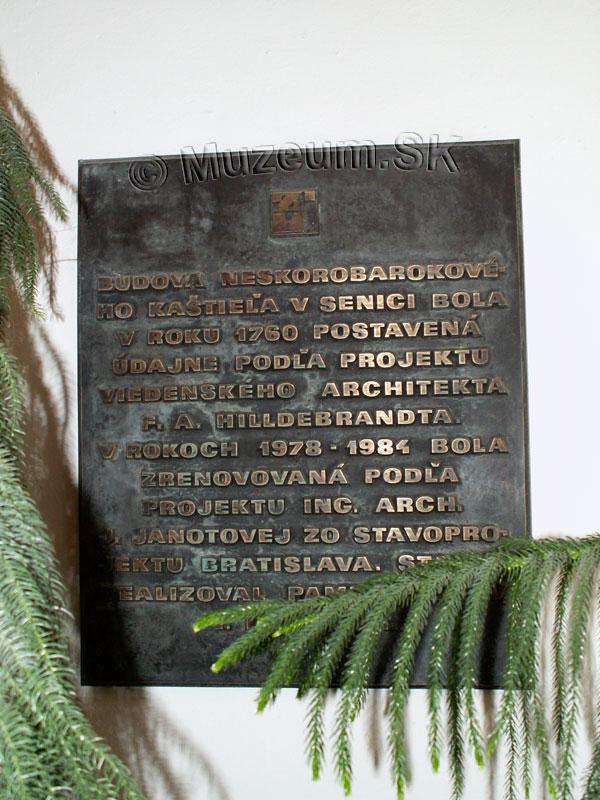 © Muzeum.SK
BUDOVA NESKOROBAROKOVÉ-
HO KAŠTIEĽA V SENICI BOLA
V ROKU 1760 POSTAVENÁ
ÚDAJNE PODĽA PROJEKTU
VIEDENSKÉHO ARCHITEKTA
F. A. HILLDEBRANDTA.
V ROKOCH 1978 - 1984 BOLA
ZRENOVOVANÁ PODĽA
PROJEKTU ING. ARCH.
J. JANOTOVEJ ZO STAVOPRO-
JEKTU BRATISLAVA.
REALIZOVAL